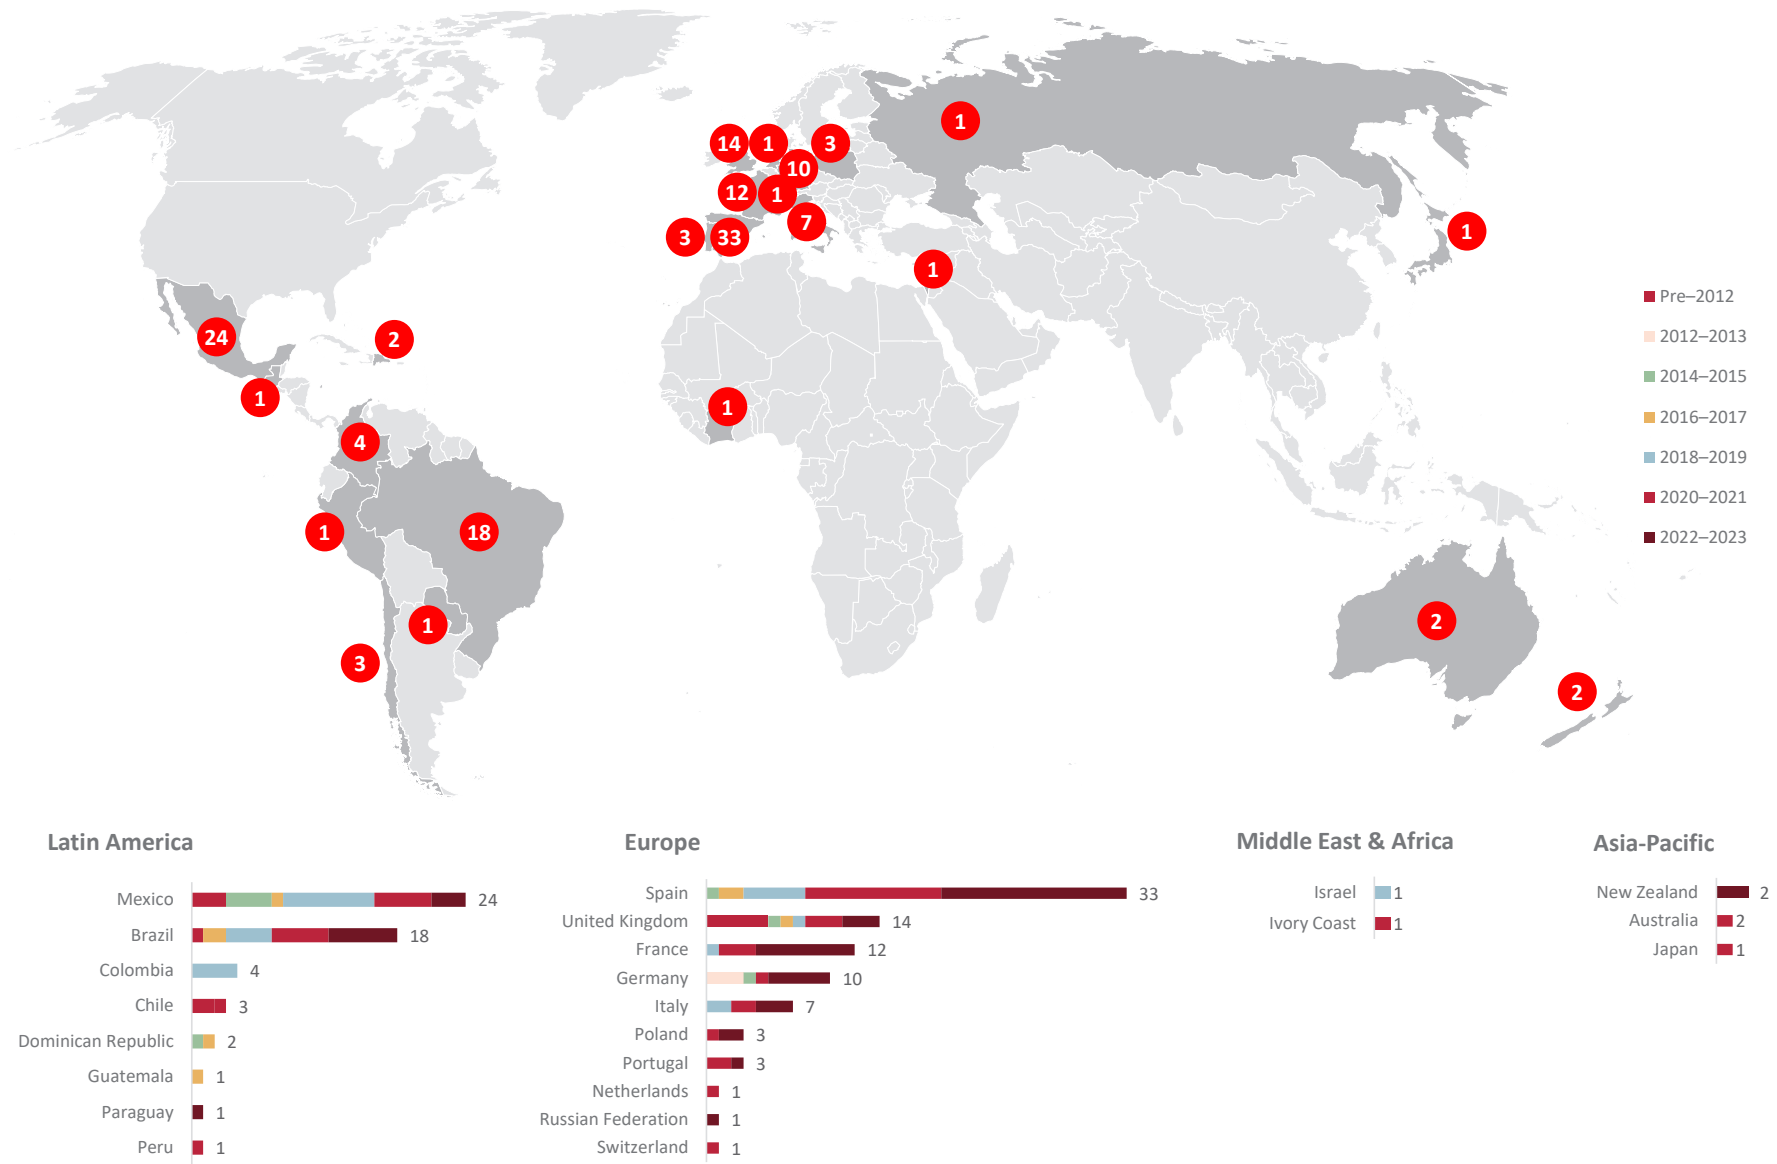 1
14
1
3
10
12
1
7
3
33
1
1
24
2
1
1
4
1
18
1
3
2
2
Pre–2012
2012–2013
2014–2015
2016–2017
2018–2019
2020–2021
2022–2023
Latin America
Mexico 24
Brazil 18
Colombia 4
Chile 3
Dominican Republic 2
Guatemala 1
Paraguay 1
Peru 1
Europe
Spain 33
United Kingdom 14
France 12
Germany 10
Italy 7
Poland 3
Portugal 3
Netherlands 1
Russian Federation 1
Switzerland 1
Middle East & Africa
Israel 1
Ivory Coast 1
Asia-Pacific
New Zealand 2
Australia 2
Japan 1